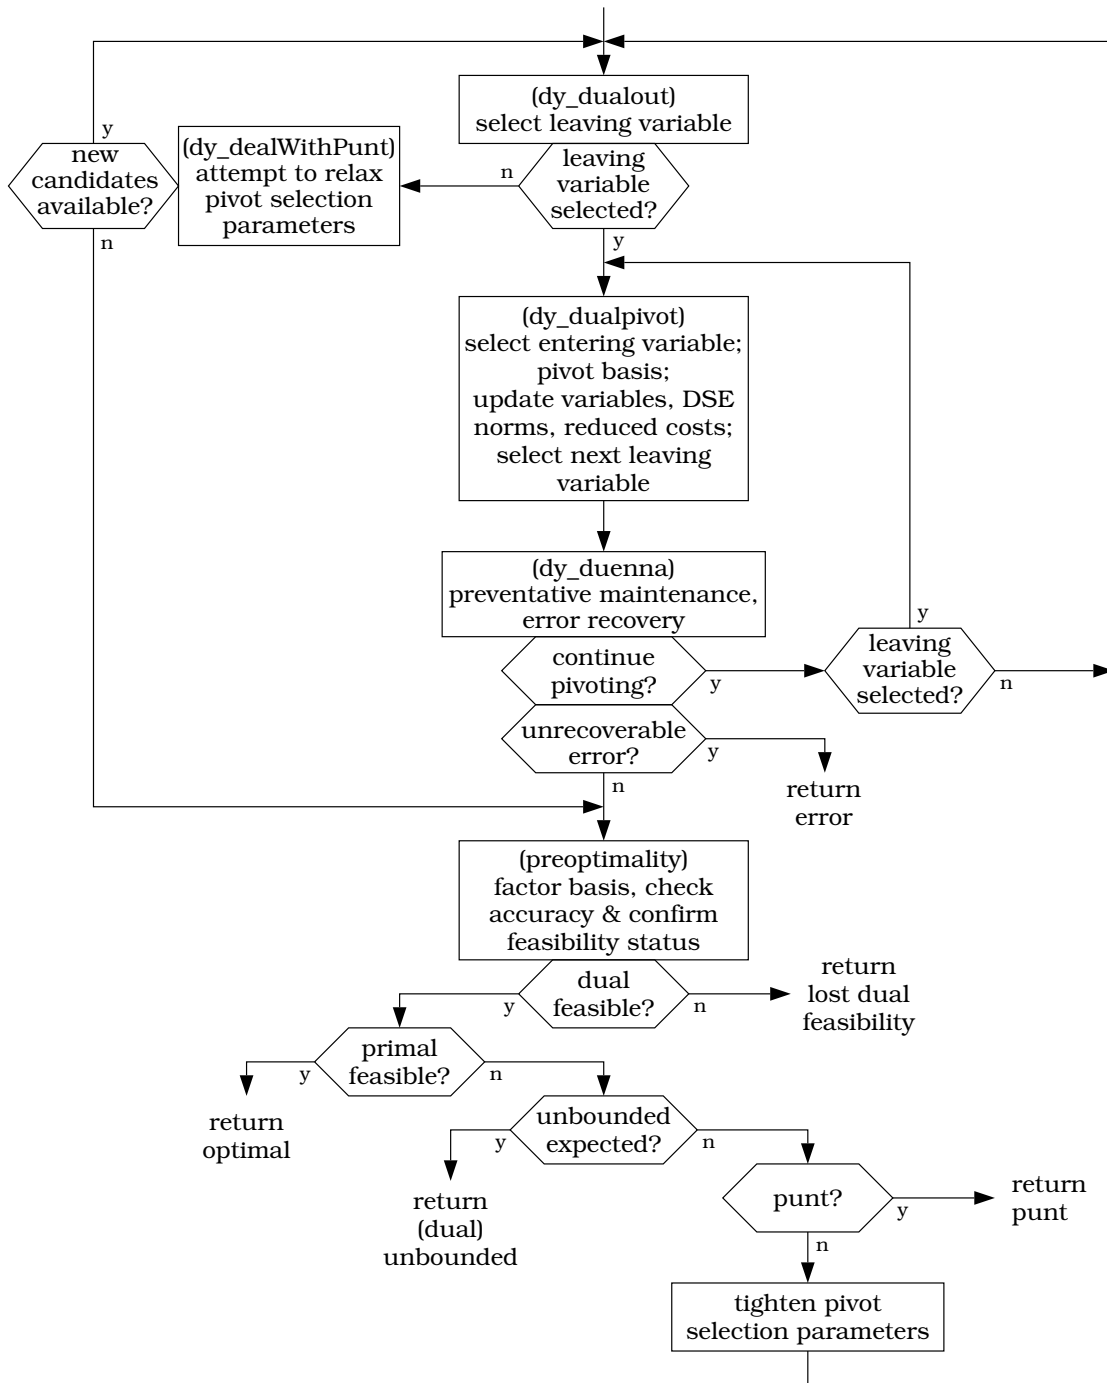 (dy_dualout)
select leaving variable
y
new
candidates
available?
n
(dy_dealWithPunt)
attempt to relax
pivot selection
parameters
n
leaving
variable
selected?
y
(dy_dualpivot)
select entering variable;
pivot basis;
update variables, DSE
norms, reduced costs;
select next leaving
variable
(dy_duenna)
preventative maintenance,
error recovery
continue
pivoting?
y
y
leaving
variable
selected?
n
unrecoverable
error?
y
n
return
error
(preoptimality)
factor basis, check
accuracy & confirm
feasibility status
dual
feasible?
y
n
return
lost dual
feasibility
primal
feasible?
y
n
return
optimal
unbounded
expected?
y
n
return
(dual)
unbounded
punt?
y
n
return
punt
tighten pivot
selection parameters